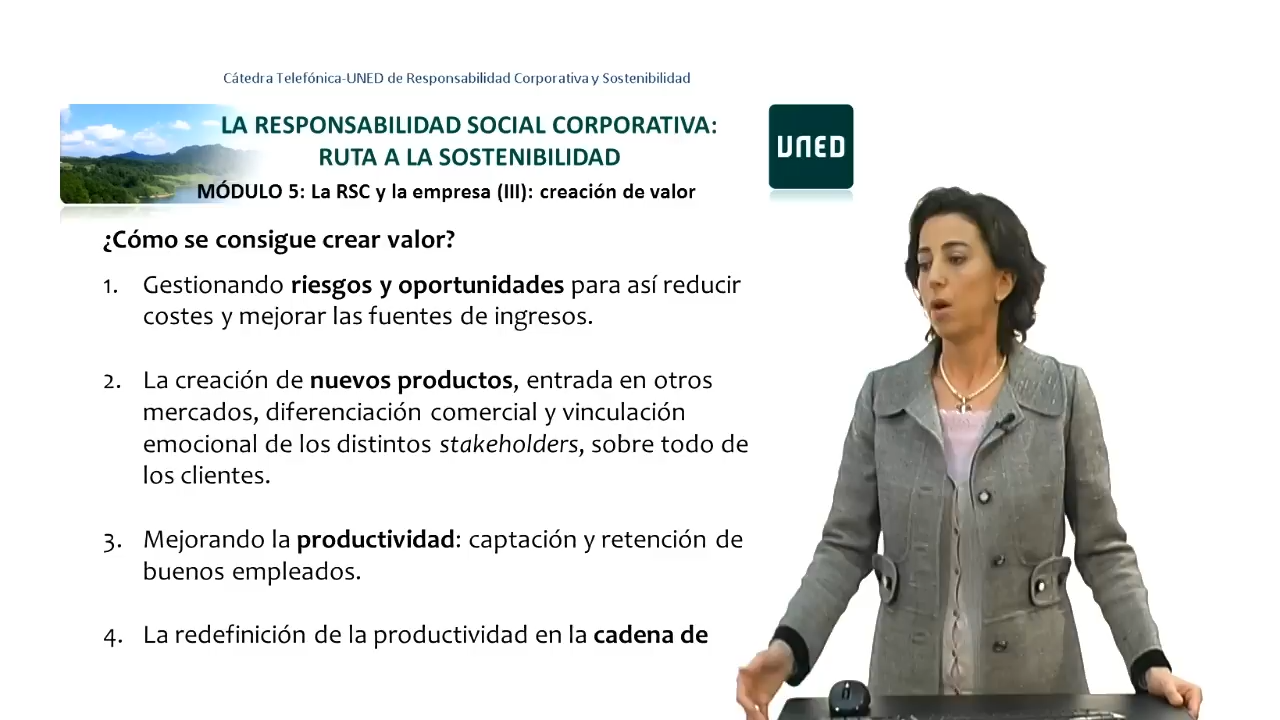 Cátedra Telefónica-UNED de Responsabilidad Corporativa y Sostenibilidad
LA RESPONSABILIDAD SOCIAL CORPORATIVA:
RUTA A LA SOSTENIBILIDAD
UNED
MÓDULO 5: La RSC y la empresa (III): creación de valor
¿Cómo se consigue crear valor?
1. Gestionando riesgos y oportunidades para así reducir
costes y mejorar las fuentes de ingresos.
2. La creación de nuevos productos, entrada en otros
mercados, diferenciación comercial y vinculación
emocional de los distintos stakeholders, sobre todo de
los clientes.
3. Mejorando la productividad: captación y retención de
buenos empleados.
4. La redefinición de la productividad en la cadena de